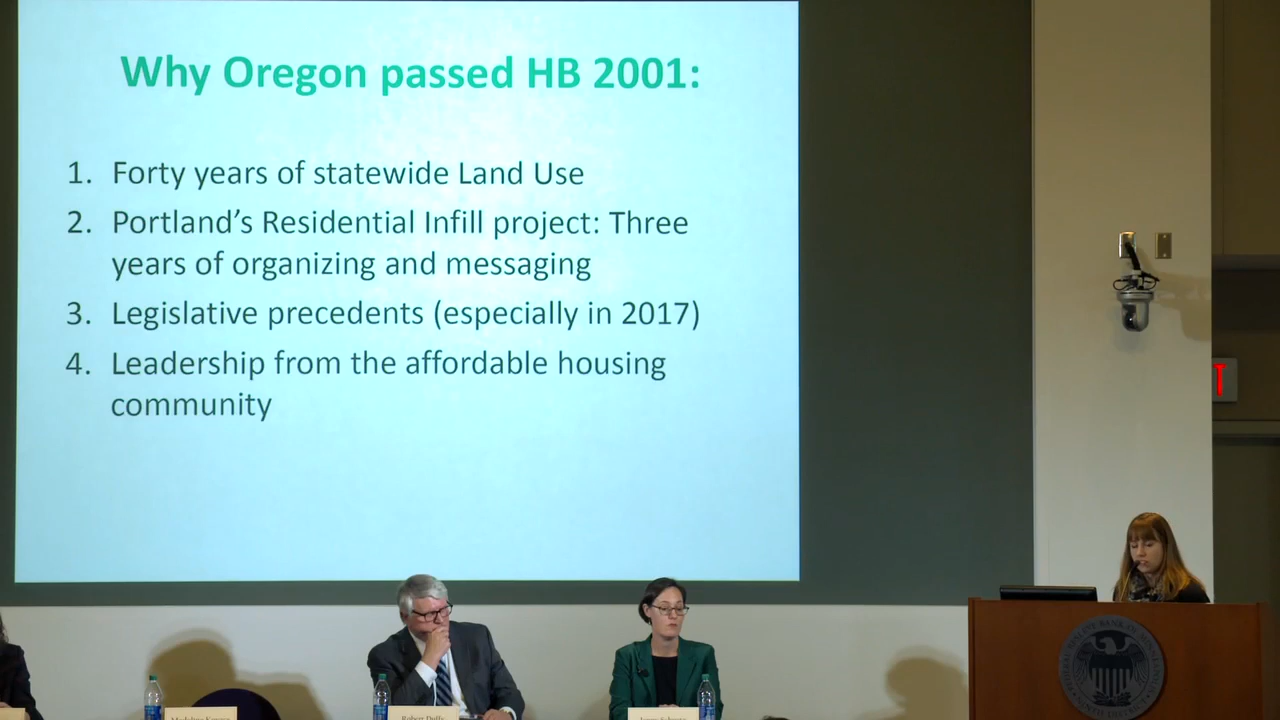 Why Oregon passed HB 2001:
1. Forty years of statewide Land Use
2. Portland's Residential Infill project: Three
years of organizing and messaging
3. Legislative precedents (especially in 2017)
4. Leadership from the affordable housing
community